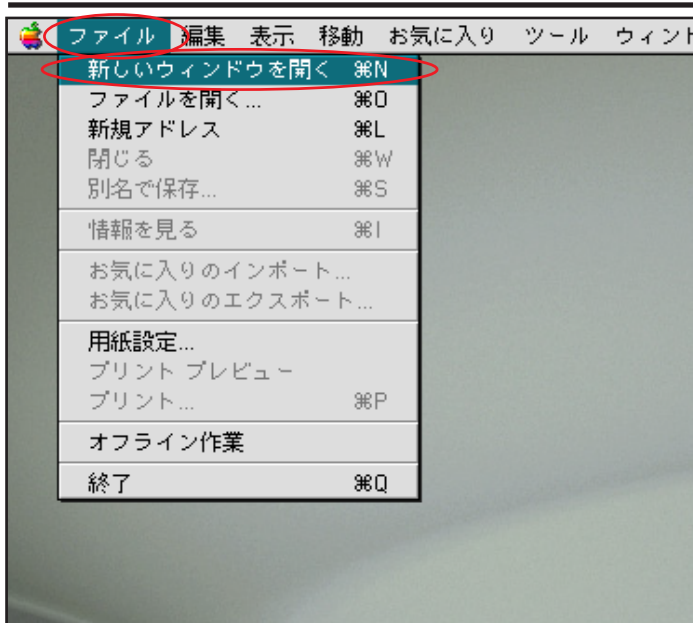 ファイル 編集 表示 移動 お気に入り ツール ウィント
新しいウィンドウを開く ⌘N
ファイルを開く... ⌘O
新規アドレス ⌘L
閉じる ⌘W
別名で保存... ⌘S
情報を見る ⌘I
お気に入りのインポート...
お気に入りのエクスポート...
用紙設定...
プリント プレビュー
プリント... ⌘P
オフライン作業
終了 ⌘Q